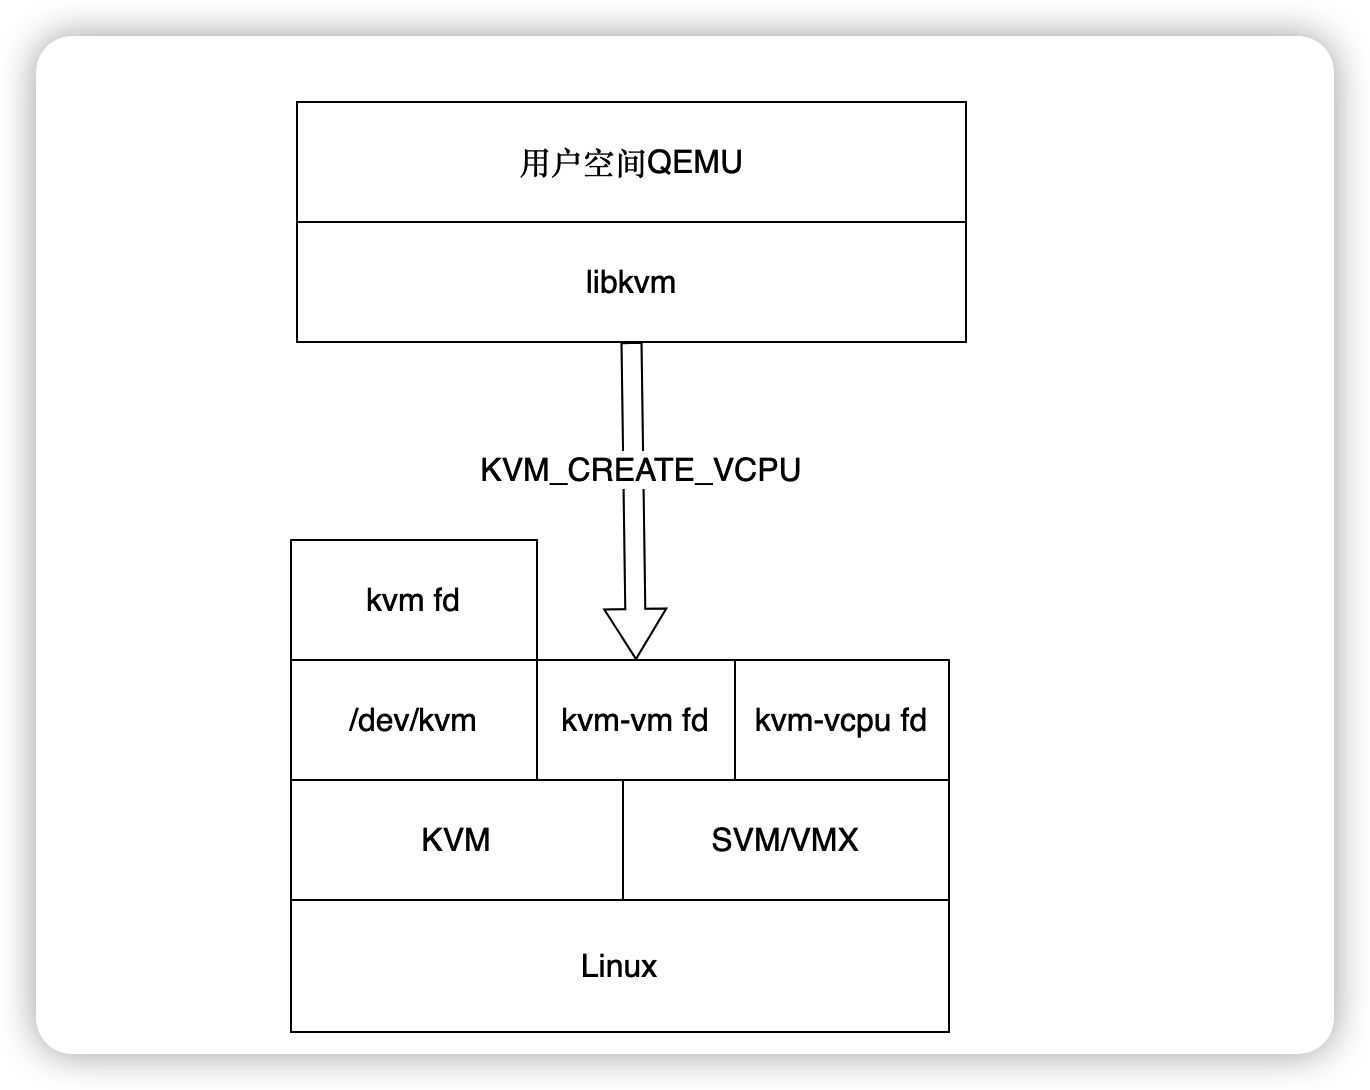 用户空间QEMU
libkvm
KVM_CREATE_VCPU
kvm fd
/dev/kvm
kvm-vm fd
kvm-vcpu fd
KVM
SVM/VMX
Linux